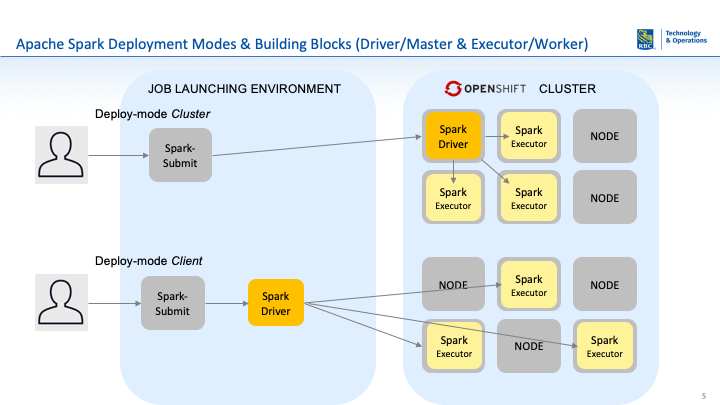 Apache Spark Deployment Modes & Building Blocks (Driver/Master & Executor/Worker)
RBC
Technology
& Operations
JOB LAUNCHING ENVIRONMENT
OPENSHIFT CLUSTER
Deploy-mode Cluster
Spark-
Submit
Spark
Driver
Spark
Executor
NODE
Spark
Executor
Spark
Executor
NODE
Deploy-mode Client
Spark-
Submit
Spark
Driver
NODE
Spark
Executor
NODE
Spark
Executor
NODE
Spark
Executor
5